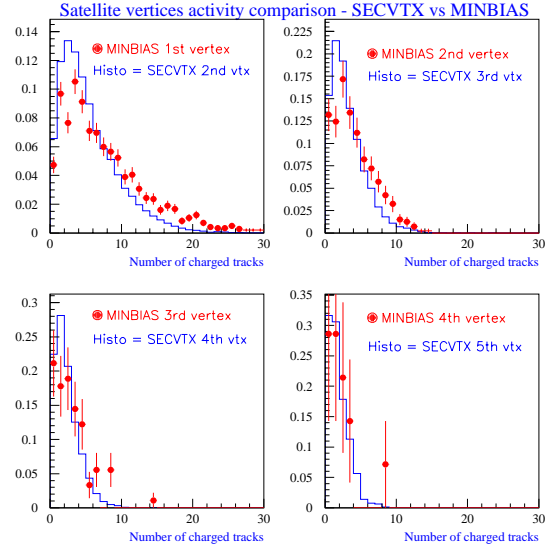 Satellite vertices activity comparison - SECVTX vs MINBIAS
MINBIAS 1st vertex
Histo = SECVTX 2nd vtx
0.14
0.12
0.1
0.08
0.06
0.04
0.02
0
0 10 20 30
Number of charged tracks
MINBIAS 2nd vertex
Histo = SECVTX 3rd vtx
0.225
0.2
0.175
0.15
0.125
0.1
0.075
0.05
0.025
0
0 10 20 30
Number of charged tracks
MINBIAS 3rd vertex
Histo = SECVTX 4th vtx
0.3
0.25
0.2
0.15
0.1
0.05
0
0 10 20 30
Number of charged tracks
MINBIAS 4th vertex
Histo = SECVTX 5th vtx
0.35
0.3
0.25
0.2
0.15
0.1
0.05
0
0 10 20 30
Number of charged tracks